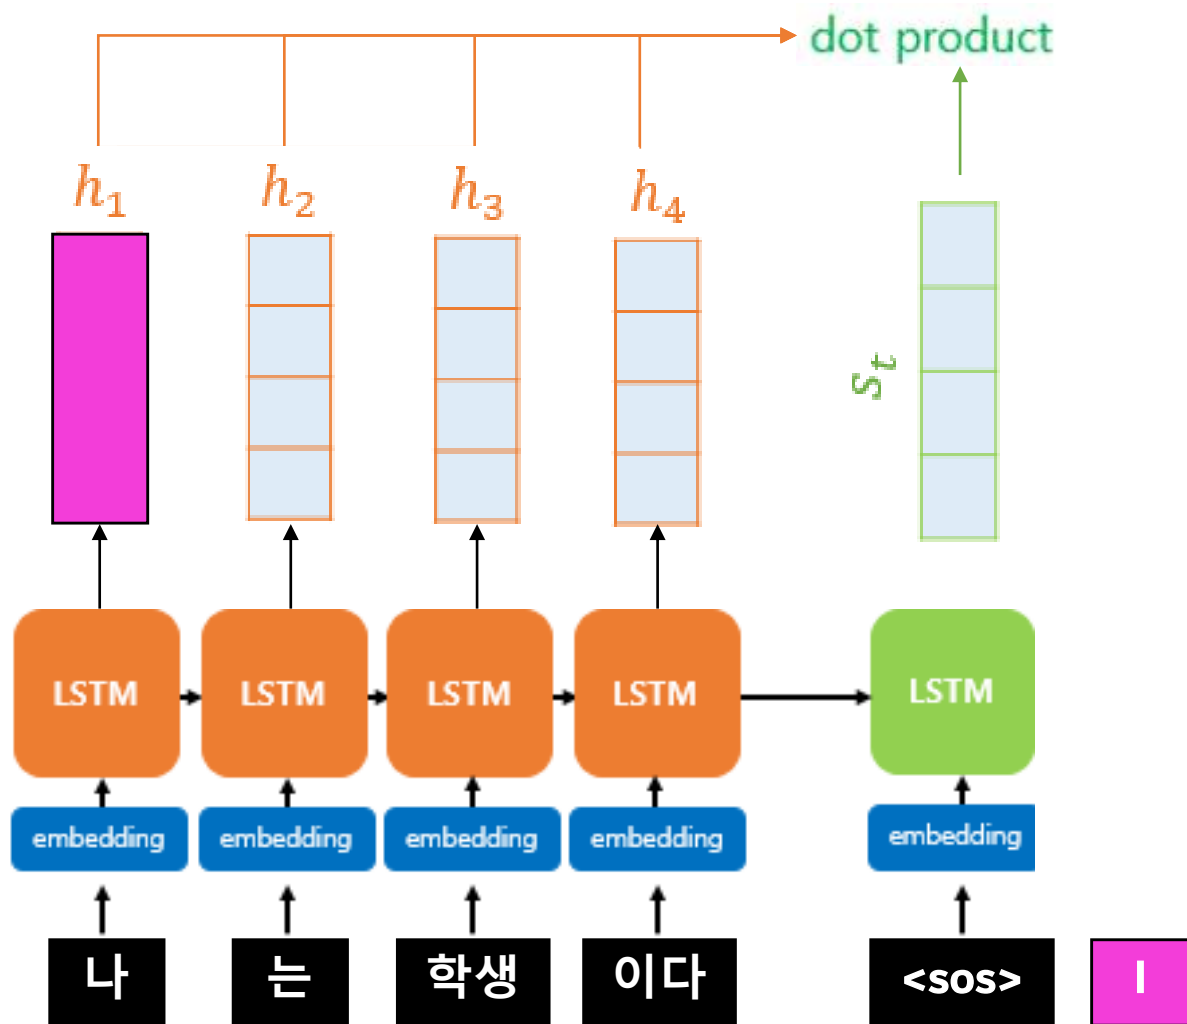 dot product
h₁ h₂ h₃ h₄
sₜ
LSTM LSTM LSTM LSTM LSTM
embedding embedding embedding embedding embedding
나 는 학생 이다 <sos> I